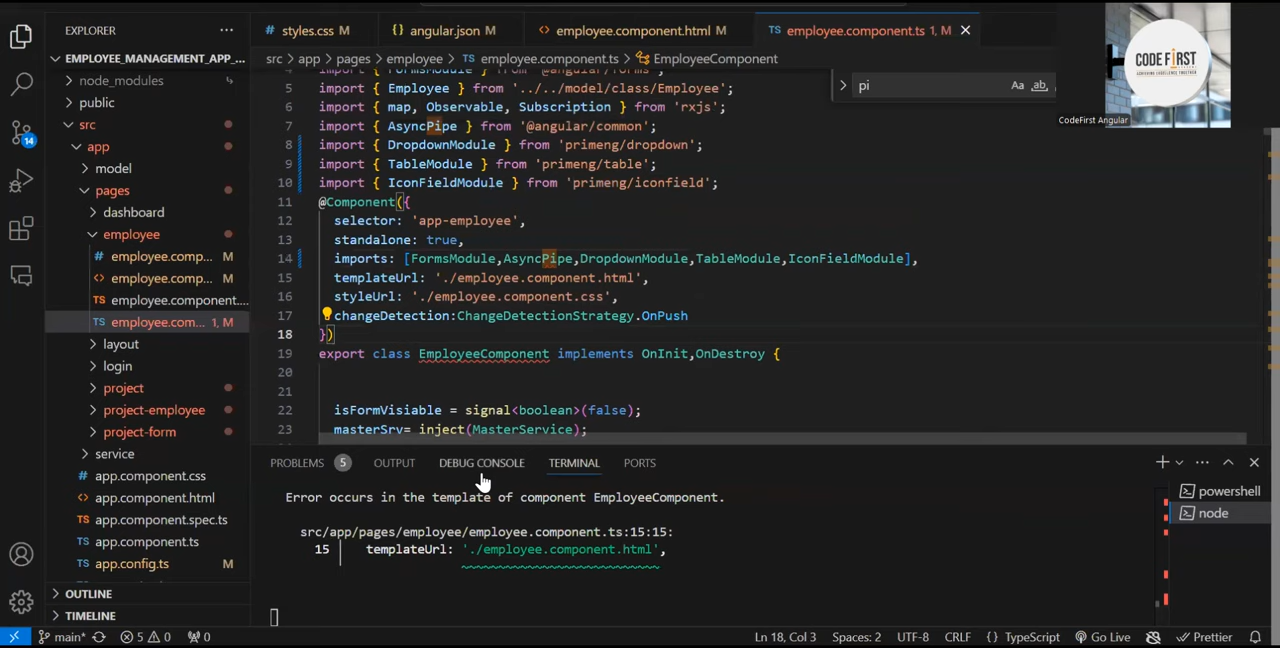 EXPLORER
styles.css M
angular.json M
employee.component.html M
TS employee.component.ts 1, M
CODE FIRST
CodeFirst Angular
EMPLOYEE_MANAGEMENT_APP_...
node_modules
public
src
app
model
pages
dashboard
employee
# employee.comp... M
employee.comp... M
TS employee.component....
TS employee.com... 1, M
layout
login
project
project-employee
project-form
service
# app.component.css
app.component.html
TS app.component.spec.ts
TS app.component.ts
TS app.config.ts M
OUTLINE
TIMELINE
14
src > app > pages > employee > TS employee.component.ts > EmployeeComponent
pi
Aa
ab
5 import { Employee } from '../../model/class/Employee';
6 import { map, Observable, Subscription } from 'rxjs';
7 import { AsyncPipe } from '@angular/common';
8 import { DropdownModule } from 'primeng/dropdown';
9 import { TableModule } from 'primeng/table';
10 import { IconFieldModule } from 'primeng/iconfield';
11 @Component({
12 selector: 'app-employee',
13 standalone: true,
14 imports: [FormsModule,AsyncPipe,DropdownModule,TableModule,IconFieldModule],
15 templateUrl: './employee.component.html',
16 styleUrl: './employee.component.css',
17 changeDetection:ChangeDetectionStrategy.OnPush
18 })
19 export class EmployeeComponent implements OnInit,OnDestroy {
20
21
22 isFormVisiable = signal<boolean>(false);
23 masterSrv= inject(MasterService);
PROBLEMS 5 OUTPUT DEBUG CONSOLE TERMINAL PORTS
Error occurs in the template of component EmployeeComponent.
src/app/pages/employee/employee.component.ts:15:15:
15 templateUrl: './employee.component.html',
powershell
node
main* 5 0 0 Ln 18, Col 3 Spaces: 2 UTF-8 CRLF {} TypeScript Go Live Prettier